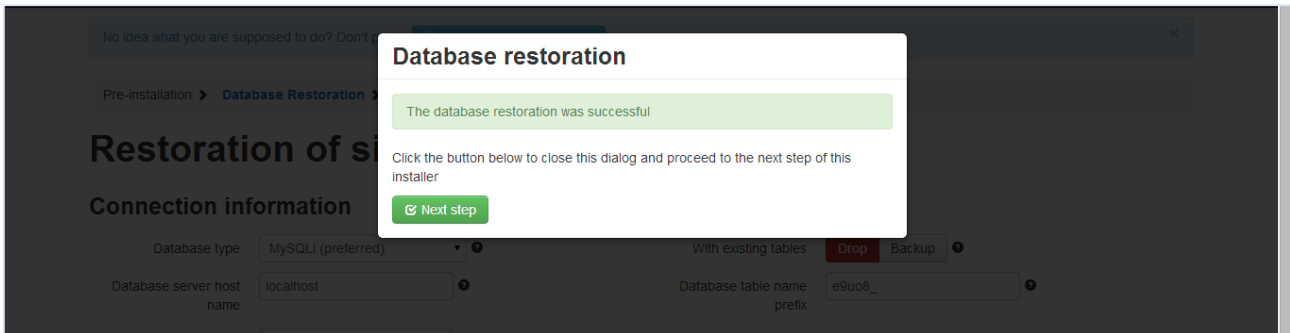 No idea what you are supposed to do? Don't p
Database restoration
Pre-installation Database Restoration
The database restoration was successful
Restoration of si
Click the button below to close this dialog and proceed to the next step of this
installer
Connection information
Next step
Database type MySQLi (preferred) With existing tables Drop Backup
Database server host localhost Database table name e9uo8_
name prefix